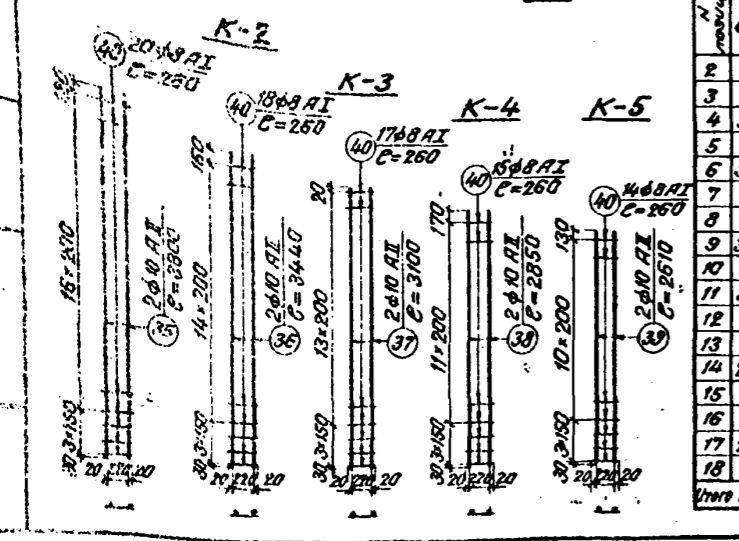 К-2
К-3
К-4
К-5
40
20ф8 АI
ℓ=260
40
18ф8 АI
ℓ=260
40
17ф8 АI
ℓ=260
40
15ф8 АI
ℓ=260
40
14ф8 АI
ℓ=260
2ф10 АII
ℓ=3800
35
30 3×150
20 220 20
160
14×200
2ф10 АII
ℓ=3440
36
30 3×150
20 220 20
20
13×200
2ф10 АII
ℓ=3100
37
30 3×150
20 220 20
170
11×200
2ф10 АII
ℓ=2850
38
30 3×150
20 220 20
130
10×200
2ф10 АII
ℓ=2610
39
30 3×150
20 220 20
N
2
3
4
5
6
7
8
9
10
11
12
13
14
15
16
17
18
Итого